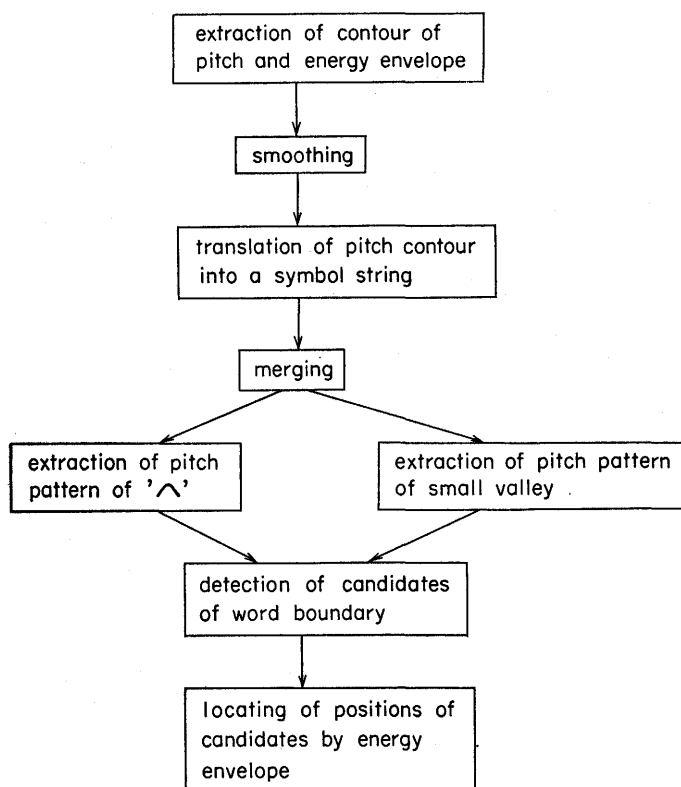 extraction of contour of
pitch and energy envelope
smoothing
translation of pitch contour
into a symbol string
merging
extraction of pitch
pattern of '⌒'
extraction of pitch pattern
of small valley .
detection of candidates
of word boundary
locating of positions of
candidates by energy
envelope